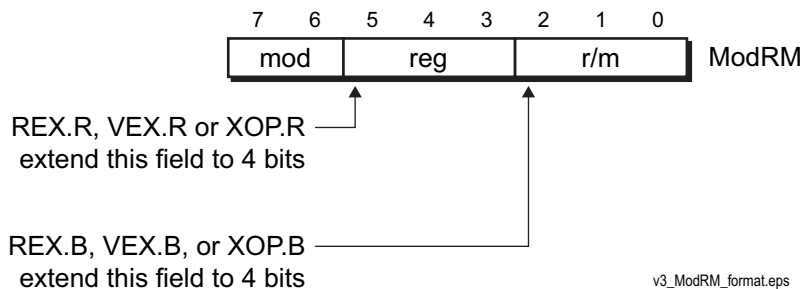 7 6 5 4 3 2 1 0
mod reg r/m ModRM
REX.R, VEX.R or XOP.R
extend this field to 4 bits
REX.B, VEX.B, or XOP.B
extend this field to 4 bits
v3_ModRM_format.eps